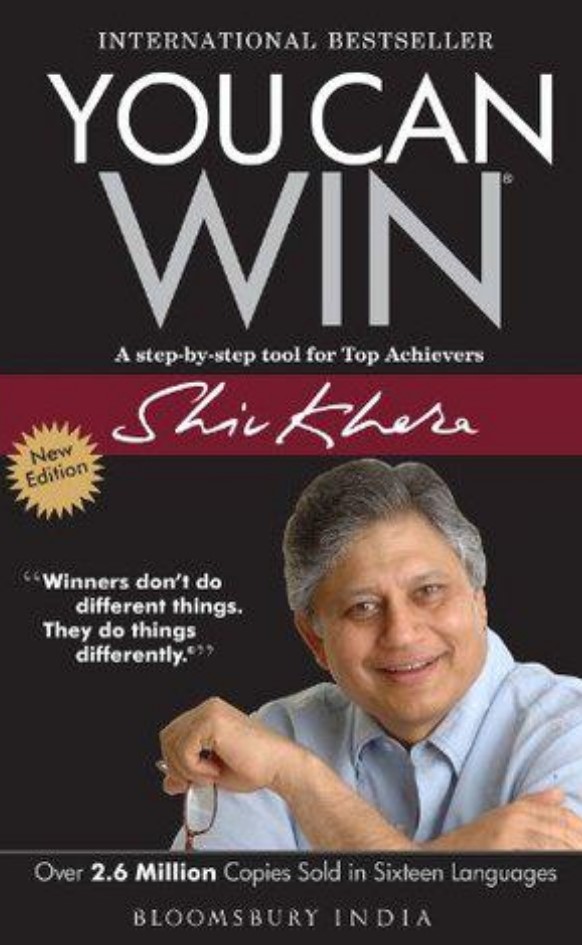 INTERNATIONAL BESTSELLER
YOU CAN
WIN®
A step-by-step tool for Top Achievers
Shiv Khera
New
Edition
“Winners don’t do
different things.
They do things
differently.®”
Over 2.6 Million Copies Sold in Sixteen Languages
BLOOMSBURY INDIA